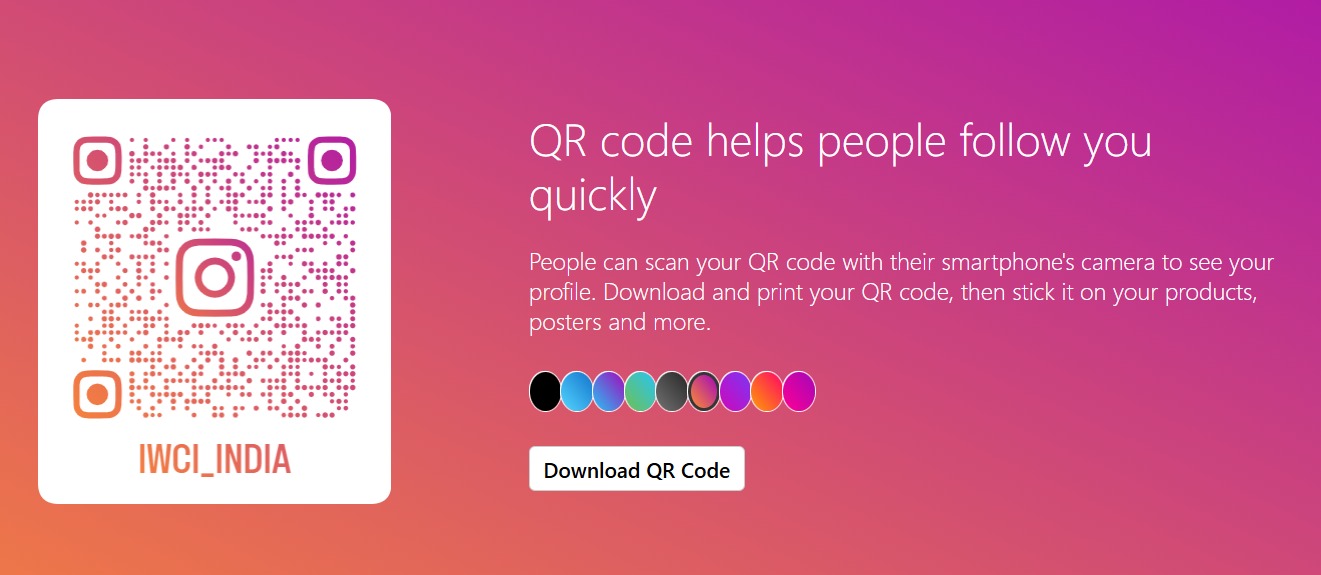 QR code helps people follow you
quickly
People can scan your QR code with their smartphone's camera to see your
profile. Download and print your QR code, then stick it on your products,
posters and more.
Download QR Code
IWCI_INDIA